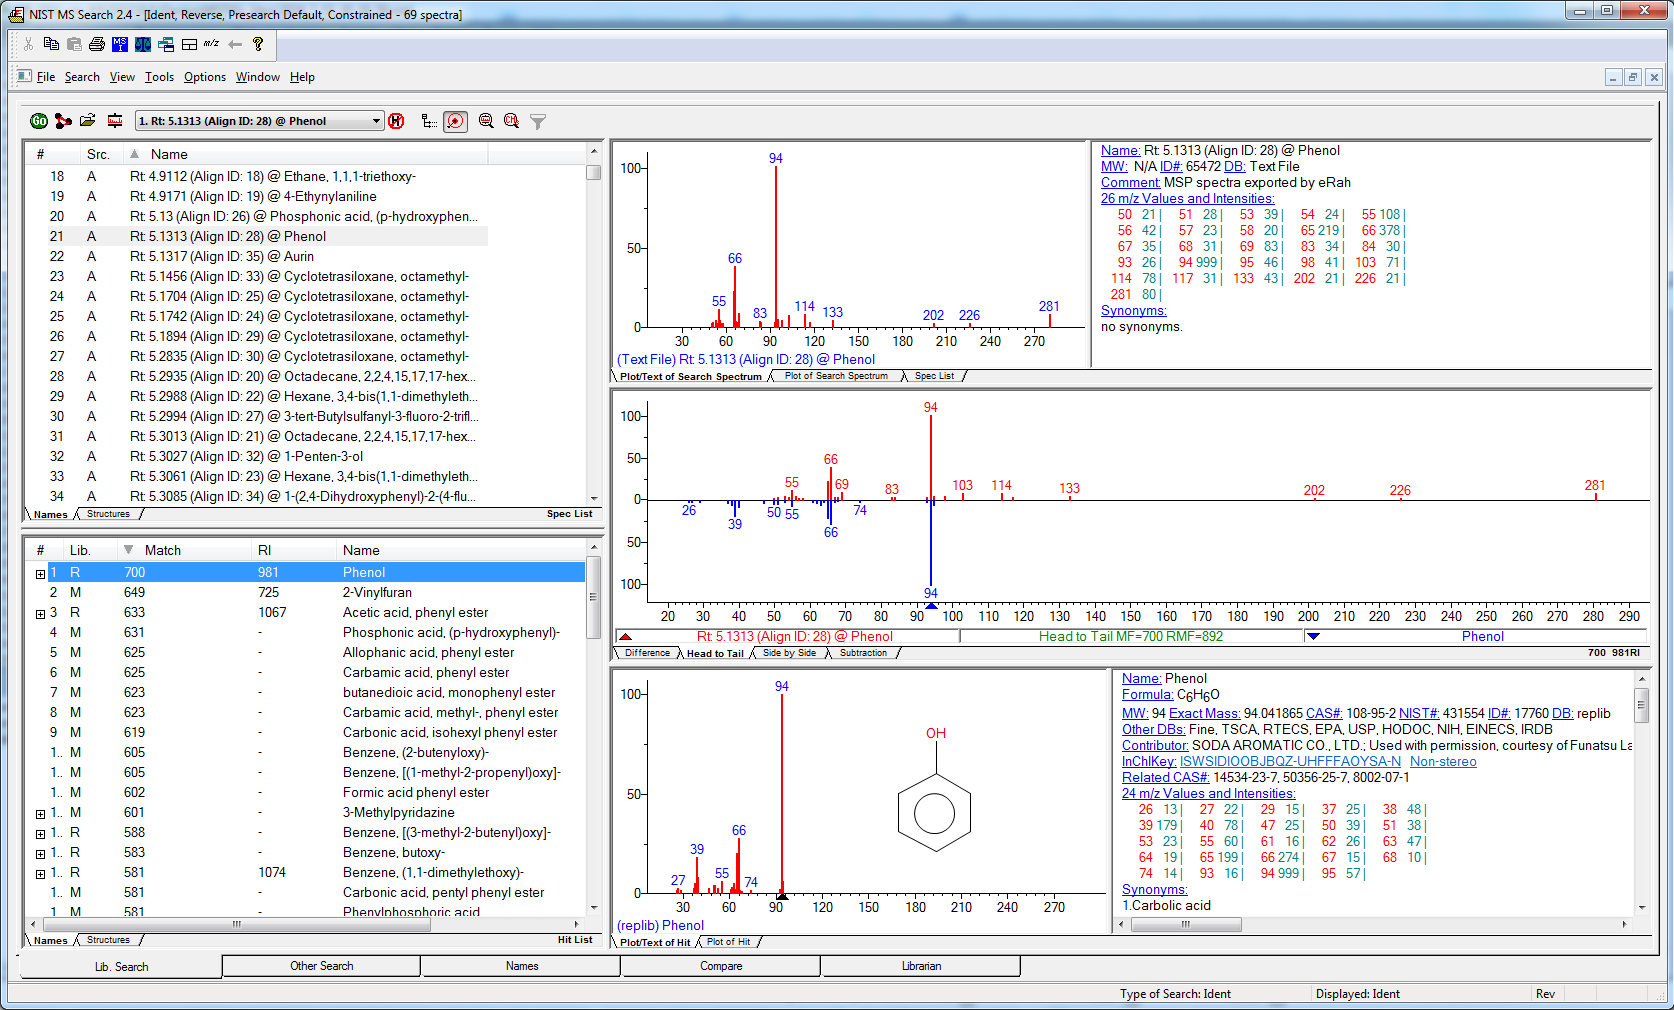 NIST MS Search 2.4 - [Ident, Reverse, Presearch Default, Constrained - 69 spectra]
MS I m/z ?
File Search View Tools Options Window Help
GO 1. Rt: 5.1313 (Align ID: 28) @ Phenol
# Src. Name
18 A Rt: 4.9112 (Align ID: 18) @ Ethane, 1,1,1-triethoxy-
19 A Rt: 4.9171 (Align ID: 19) @ 4-Ethynylaniline
20 A Rt: 5.13 (Align ID: 26) @ Phosphonic acid, (p-hydroxyphen...
21 A Rt: 5.1313 (Align ID: 28) @ Phenol
22 A Rt: 5.1317 (Align ID: 35) @ Aurin
23 A Rt: 5.1456 (Align ID: 33) @ Cyclotetrasiloxane, octamethyl-
24 A Rt: 5.1704 (Align ID: 25) @ Cyclotetrasiloxane, octamethyl-
25 A Rt: 5.1742 (Align ID: 24) @ Cyclotetrasiloxane, octamethyl-
26 A Rt: 5.1894 (Align ID: 29) @ Cyclotetrasiloxane, octamethyl-
27 A Rt: 5.2835 (Align ID: 30) @ Cyclotetrasiloxane, octamethyl-
28 A Rt: 5.2935 (Align ID: 20) @ Octadecane, 2,2,4,15,17,17-hex...
29 A Rt: 5.2988 (Align ID: 22) @ Hexane, 3,4-bis(1,1-dimethyleth...
30 A Rt: 5.2994 (Align ID: 27) @ 3-tert-Butylsulfanyl-3-fluoro-2-trifl...
31 A Rt: 5.3013 (Align ID: 21) @ Octadecane, 2,2,4,15,17,17-hex...
32 A Rt: 5.3027 (Align ID: 32) @ 1-Penten-3-ol
33 A Rt: 5.3061 (Align ID: 23) @ Hexane, 3,4-bis(1,1-dimethyleth...
34 A Rt: 5.3085 (Align ID: 34) @ 1-(2,4-Dihydroxyphenyl)-2-(4-flu...
Names Structures Spec List
# Lib. Match RI Name
1 R 700 981 Phenol
2 M 649 725 2-Vinylfuran
3 R 633 1067 Acetic acid, phenyl ester
4 M 631 - Phosphonic acid, (p-hydroxyphenyl)-
5 M 625 - Allophanic acid, phenyl ester
6 M 625 - Carbamic acid, phenyl ester
7 M 623 - butanedioic acid, monophenyl ester
8 M 623 - Carbamic acid, methyl-, phenyl ester
9 M 619 - Carbonic acid, isohexyl phenyl ester
1.. M 605 - Benzene, (2-butenyloxy)-
1.. M 605 - Benzene, [(1-methyl-2-propenyl)oxy]-
1.. M 602 - Formic acid phenyl ester
1.. M 601 - 3-Methylpyridazine
1.. R 588 - Benzene, [(3-methyl-2-butenyl)oxy]-
1.. R 583 - Benzene, butoxy-
1.. R 581 1074 Benzene, (1,1-dimethylethoxy)-
1.. M 581 - Carbonic acid, pentyl phenyl ester
1 M 581 - Phenylphosphoric acid
Names Structures Hit List
100 50 0
94 66 55 83 114 133 202 226 281
30 60 90 120 150 180 210 240 270
(Text File) Rt: 5.1313 (Align ID: 28) @ Phenol
Plot/Text of Search Spectrum Plot of Search Spectrum Spec List
Name: Rt: 5.1313 (Align ID: 28) @ Phenol
MW: N/A ID#: 65472 DB: Text File
Comment: MSP spectra exported by eRah
26 m/z Values and Intensities:
50 21| 51 28| 53 39| 54 24| 55 108|
56 42| 57 23| 58 20| 65 219| 66 378|
67 35| 68 31| 69 83| 83 34| 84 30|
93 26| 94 999| 95 46| 98 41| 103 71|
114 78| 117 31| 133 43| 202 21| 226 21|
281 80|
Synonyms:
no synonyms.
100 50 0 50 100
94 66 55 69 83 103 114 133 202 226 281
26 39 50 55 66 74 94
20 30 40 50 60 70 80 90 100 110 120 130 140 150 160 170 180 190 200 210 220 230 240 250 260 270 280 290
Rt: 5.1313 (Align ID: 28) @ Phenol Head to Tail MF=700 RMF=892 Phenol
Difference Head to Tail Side by Side Subtraction 700 981RI
100 50 0
94 66 39 27 55 74
30 60 90 120 150 180 210 240 270
OH
(replib) Phenol
Plot/Text of Hit Plot of Hit
Name: Phenol
Formula: C6H6O
MW: 94 Exact Mass: 94.041865 CAS#: 108-95-2 NIST#: 431554 ID#: 17760 DB: replib
Other DBs: Fine, TSCA, RTECS, EPA, USP, HODOC, NIH, EINECS, IRDB
Contributor: SODA AROMATIC CO., LTD.; Used with permission, courtesy of Funatsu La
InChIKey: ISWSIDIOOBJBQZ-UHFFFAOYSA-N Non-stereo
Related CAS#: 14534-23-7, 50356-25-7, 8002-07-1
24 m/z Values and Intensities:
26 13| 27 22| 29 15| 37 25| 38 48|
39 179| 40 78| 47 25| 50 39| 51 38|
53 23| 55 60| 61 16| 62 26| 63 47|
64 19| 65 199| 66 274| 67 15| 68 10|
74 14| 93 16| 94 999| 95 57|
Synonyms:
1.Carbolic acid
Lib. Search Other Search Names Compare Librarian
Type of Search: Ident Displayed: Ident Rev